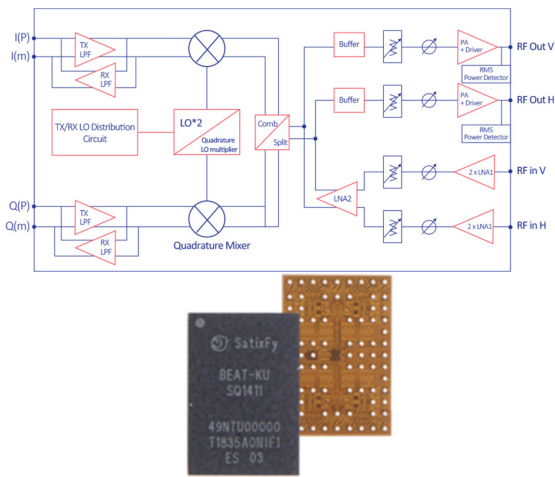 I(P)
I(m)
TX
LPF
RX
LPF
TX/RX LO Distribution
Circuit
LO*2
Quadrature
LO multiplier
Comb
Split
Q(P)
Q(m)
TX
LPF
RX
LPF
Quadrature Mixer
Buffer
PA
+ Driver
RF Out V
RMS
Power Detector
Buffer
PA
+ Driver
RF Out H
RMS
Power Detector
LNA2
2 x LNA1
RF in V
2 x LNA1
RF in H
SatixFy
BEAT-KU
SQ1411
49NTU00000
T1835A0N1F1
ES 03